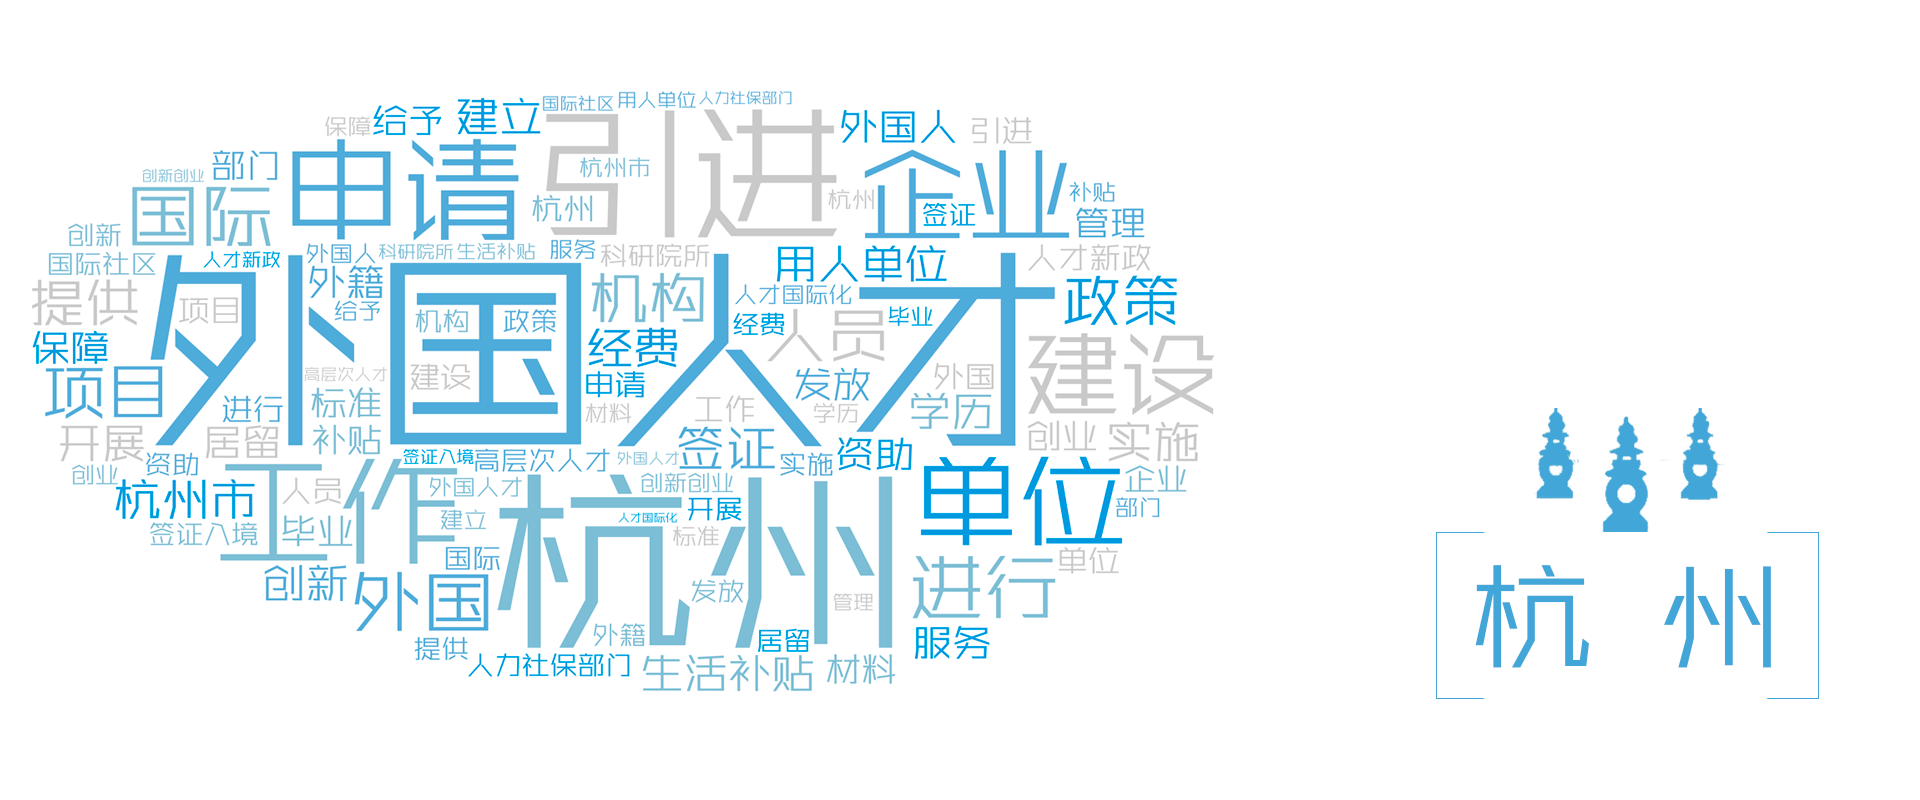 国际社区
用人单位
人力社保部门
给予
建立
保障
引进
外国人
引进
申请
企业
部门
杭州市
创新创业
国际
杭州
杭州
签证
补贴
管理
创新
外国人
科研院所
生活补贴
服务
科研院所
用人单位
人才新政
国际社区
人才新政
外籍
机构
人才国际化
政策
提供
项目
给予
外国人才
机构
政策
经费
人员
毕业
保障
经费
建设
项目
高层次人才
建设
申请
发放
外国
标准
进行
材料
工作
学历
学历
开展
居留
补贴
签证
资助
创业
实施
签证入境
高层次人才
外国人才
实施
创业
资助
工作
外国人才
创新创业
单位
企业
杭州市
人员
杭州
开展
部门
签证入境
毕业
建立
人才国际化
标准
国际
单位
创新
外国
发放
管理
进行
提供
外籍
居留
服务
人力社保部门
生活补贴
材料
杭 州